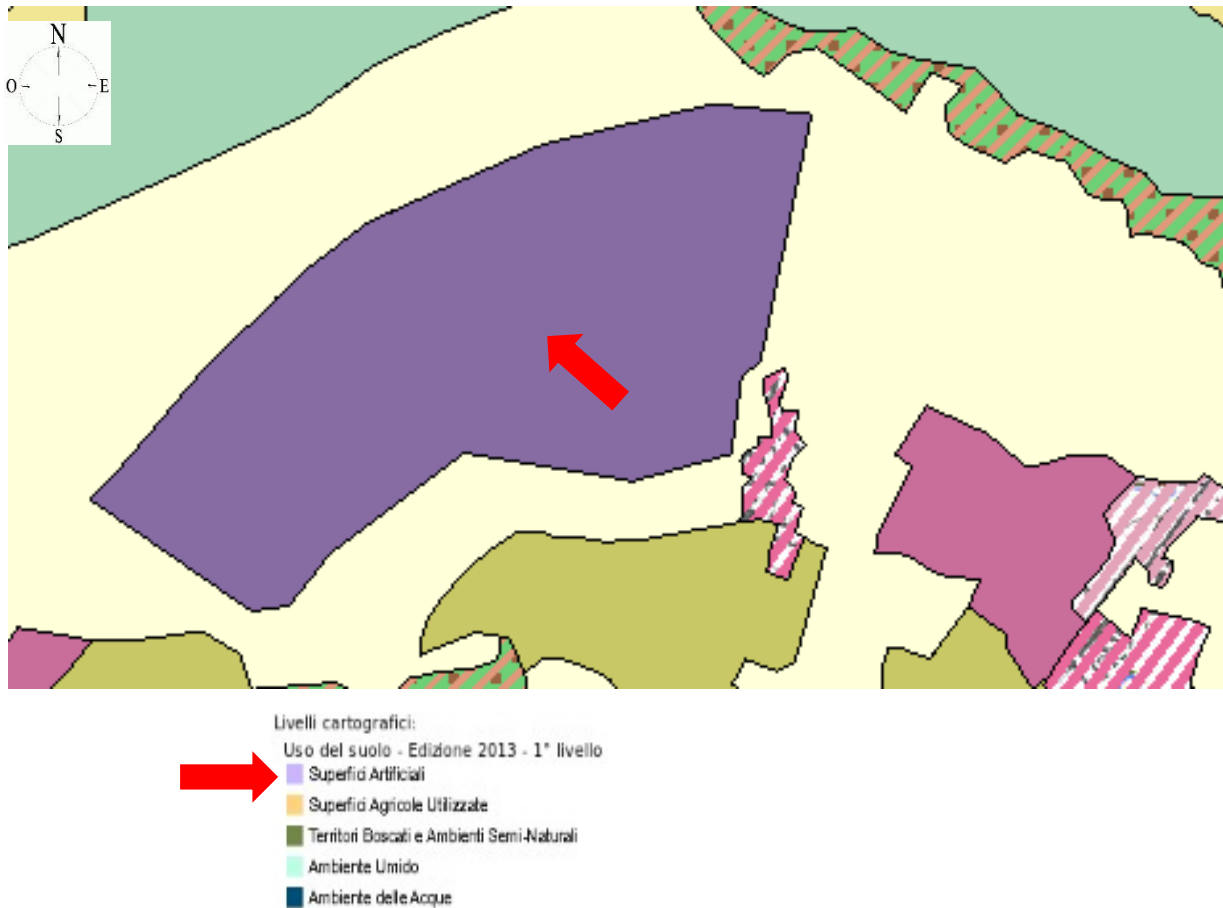 N
O E
S
Livelli cartografici:
Uso del suolo - Edizione 2013 - 1° livello
Superfici Artificiali
Superfici Agricole Utilizzate
Territori Boscati e Ambienti Semi-Naturali
Ambiente Umido
Ambiente delle Acque